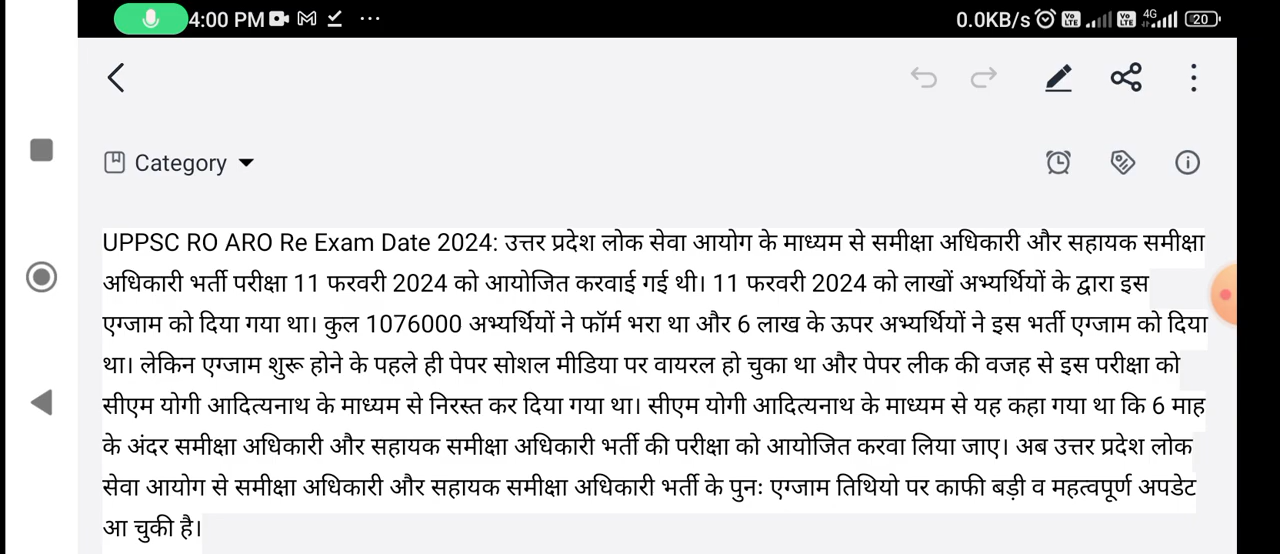 4:00 PM
0.0KB/s Vo LTE Vo LTE 4G 20
Category
UPPSC RO ARO Re Exam Date 2024: उत्तर प्रदेश लोक सेवा आयोग के माध्यम से समीक्षा अधिकारी और सहायक समीक्षा
अधिकारी भर्ती परीक्षा 11 फरवरी 2024 को आयोजित करवाई गई थी। 11 फरवरी 2024 को लाखों अभ्यर्थियों के द्वारा इस
एग्जाम को दिया गया था। कुल 1076000 अभ्यर्थियों ने फॉर्म भरा था और 6 लाख के ऊपर अभ्यर्थियों ने इस भर्ती एग्जाम को दिया
था। लेकिन एग्जाम शुरू होने के पहले ही पेपर सोशल मीडिया पर वायरल हो चुका था और पेपर लीक की वजह से इस परीक्षा को
सीएम योगी आदित्यनाथ के माध्यम से निरस्त कर दिया गया था। सीएम योगी आदित्यनाथ के माध्यम से यह कहा गया था कि 6 माह
के अंदर समीक्षा अधिकारी और सहायक समीक्षा अधिकारी भर्ती की परीक्षा को आयोजित करवा लिया जाए। अब उत्तर प्रदेश लोक
सेवा आयोग से समीक्षा अधिकारी और सहायक समीक्षा अधिकारी भर्ती के पुनः एग्जाम तिथियो पर काफी बड़ी व महत्वपूर्ण अपडेट
आ चुकी है।